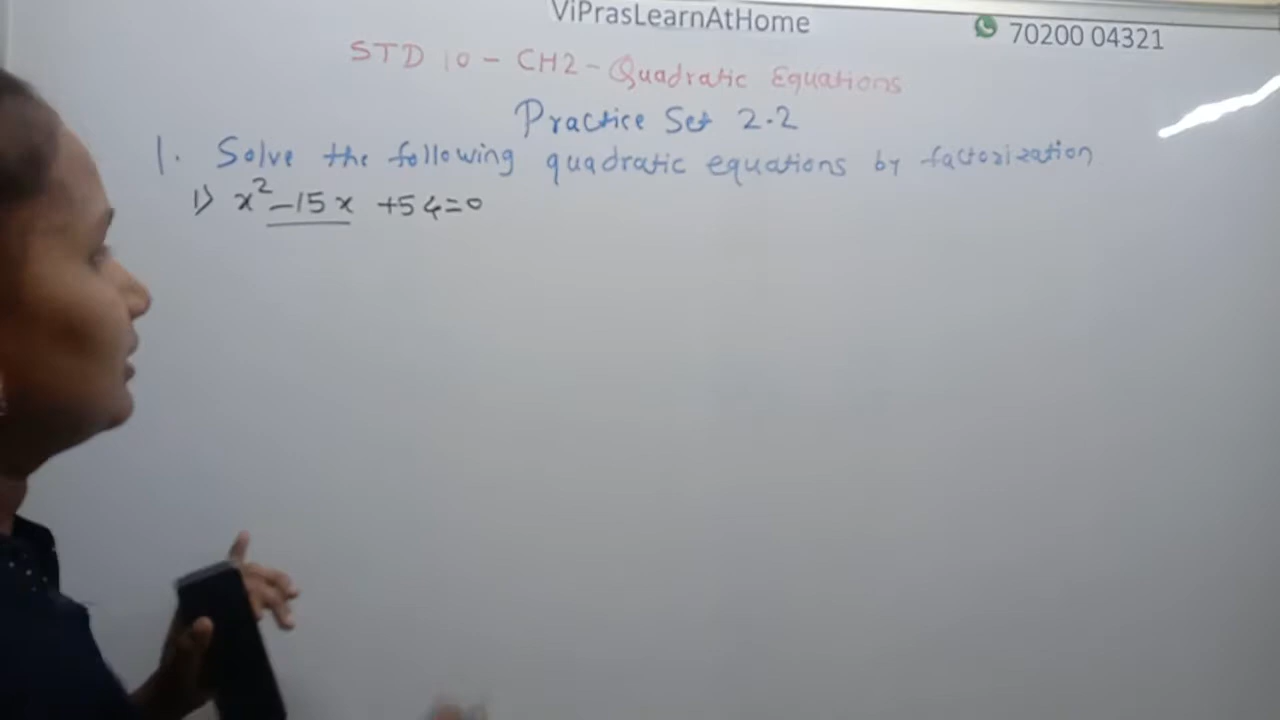 ViPrasLearnAtHome
70200 04321
STD 10 - CH2 - Quadratic Equations
Practice Set 2.2
1. Solve the following quadratic equations by factorization
1) x² -15x +54=0